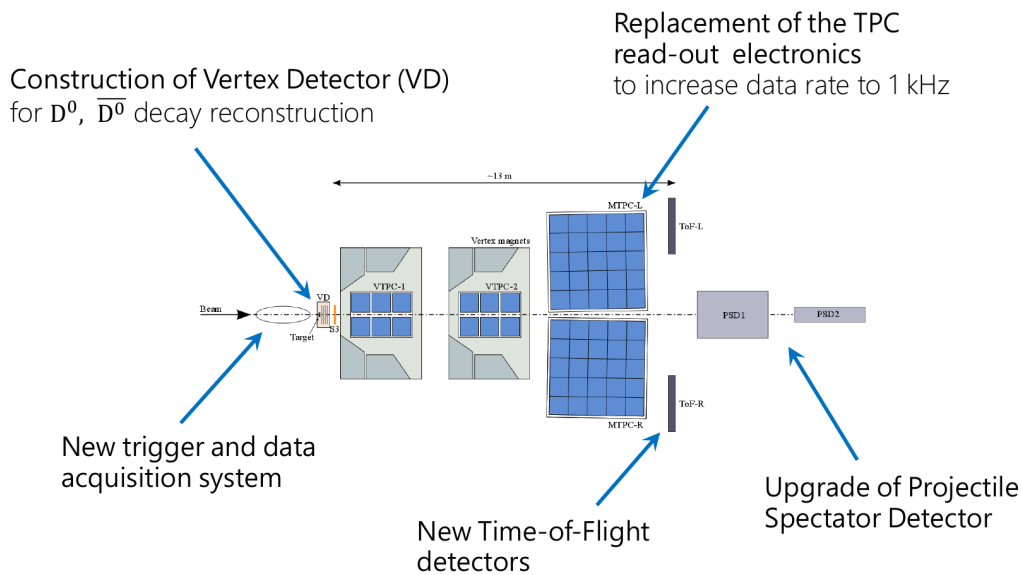 Replacement of the TPC
read-out electronics
to increase data rate to 1 kHz
Construction of Vertex Detector (VD)
for D⁰, D̅⁰ decay reconstruction
~13 m
MTPC-L
ToF-L
Vertex magnets
VTPC-1
VTPC-2
VD
Beam
S3
Target
PSD1
PSD2
ToF-R
MTPC-R
New trigger and data
acquisition system
New Time-of-Flight
detectors
Upgrade of Projectile
Spectator Detector